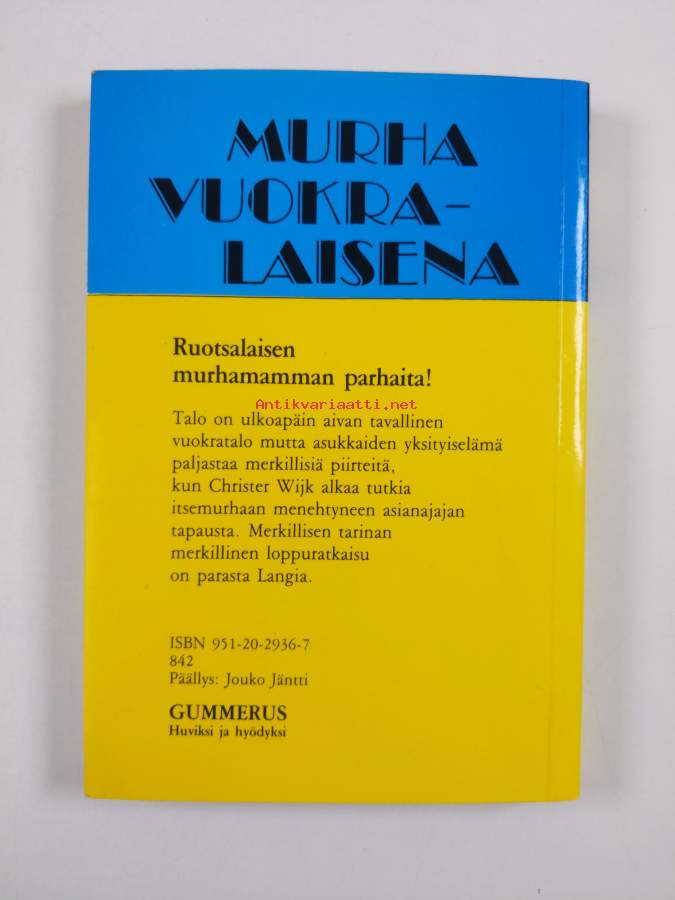 MURHA
VUOKRA-
LAISENA
Ruotsalaisen
murhamamman parhaita!
Antikvariaatti.net
Talo on ulkoapäin aivan tavallinen
vuokratalo mutta asukkaiden yksityiselämä
paljastaa merkillisiä piirteitä,
kun Christer Wijk alkaa tutkia
itsemurhaan menehtyneen asianajajan
tapausta. Merkillisen tarinan
merkillinen loppuratkaisu
on parasta Langia.
ISBN 951-20-2936-7
842
Päällys: Jouko Jäntti
GUMMERUS
Huviksi ja hyödyksi